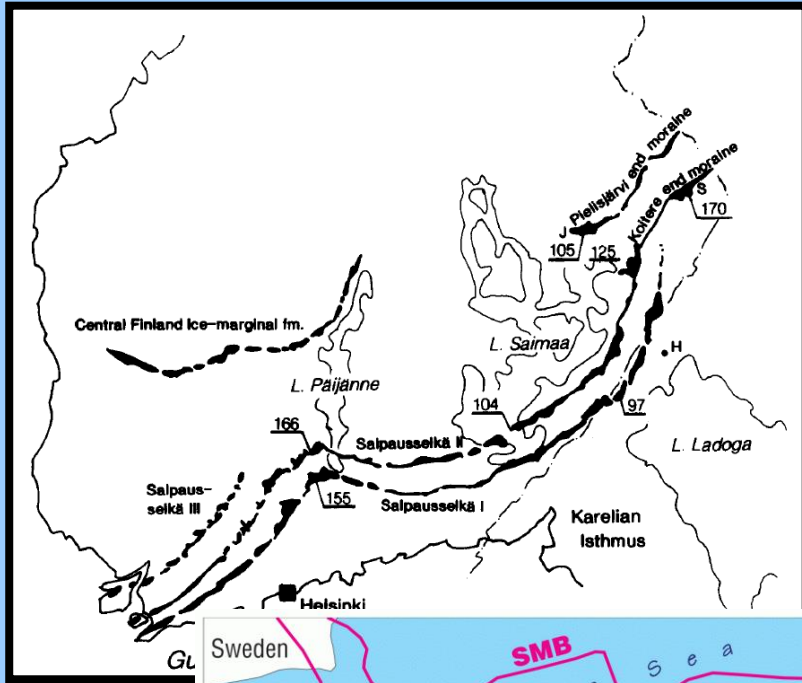 Pielisjärvi end moraine
Koitere end moraine
S
170
J
105
125
Central Finland Ice-marginal fm.
L. Saimaa
H
L. Päijänne
104
97
166
Salpausselkä II
L. Ladoga
Salpaus-
selkä III
155
Salpausselkä I
Karelian
Isthmus
Helsinki
Gu
Sweden
SMB
Sea